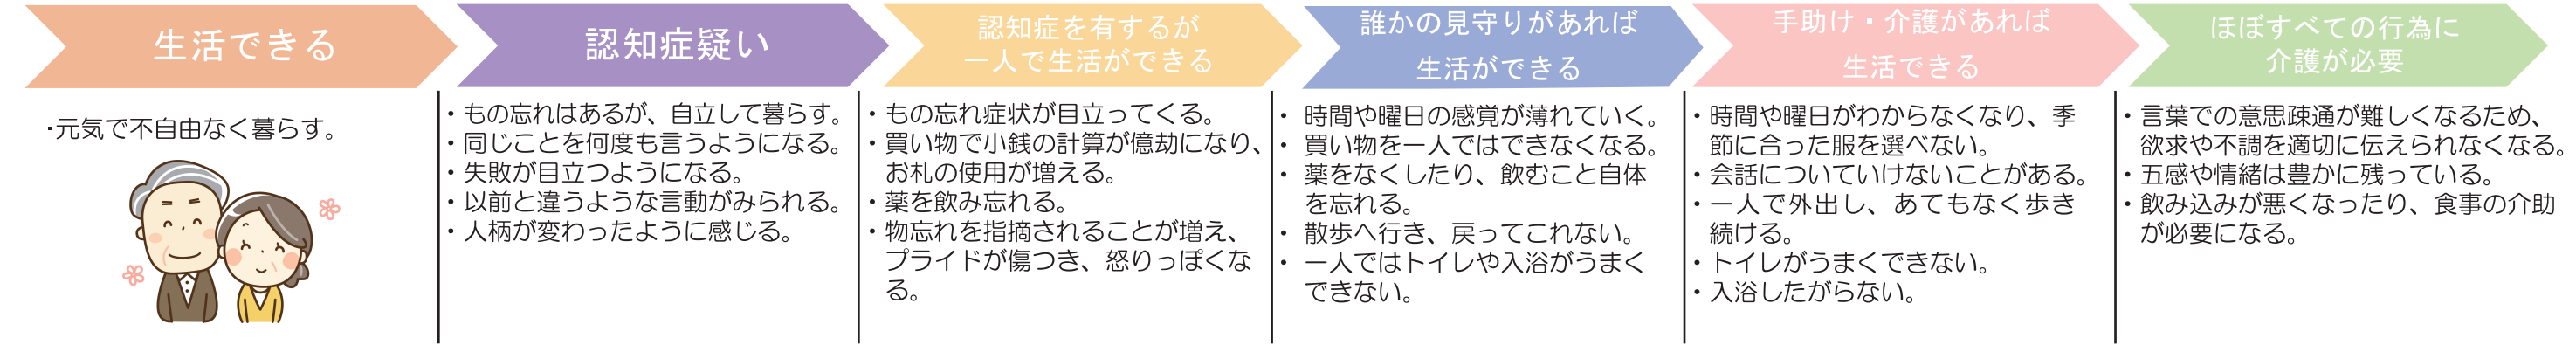 生活できる
・元気で不自由なく暮らす。
認知症疑い
・もの忘れはあるが、自立して暮らす。
・同じことを何度も言うようになる。
・失敗が目立つようになる。
・以前と違うような言動がみられる。
・人柄が変わったように感じる。
認知症を有するが
一人で生活ができる
・もの忘れ症状が目立ってくる。
・買い物で小銭の計算が億劫になり、
お札の使用が増える。
・薬を飲み忘れる。
・物忘れを指摘されることが増え、
プライドが傷つき、怒りっぽくな
る。
誰かの見守りがあれば
生活ができる
・時間や曜日の感覚が薄れていく。
・買い物を一人ではできなくなる。
・薬をなくしたり、飲むこと自体
を忘れる。
・散歩へ行き、戻ってこれない。
・一人ではトイレや入浴がうまく
できない。
手助け・介護があれば
生活できる
・時間や曜日がわからなくなり、季
節に合った服を選べない。
・会話についていけないことがある。
・一人で外出し、あてもなく歩き
続ける。
・トイレがうまくできない。
・入浴したがらない。
ほぼすべての行為に
介護が必要
・言葉での意思疎通が難しくなるため、
欲求や不調を適切に伝えられなくなる。
・五感や情緒は豊かに残っている。
・飲み込みが悪くなったり、食事の介助
が必要になる。